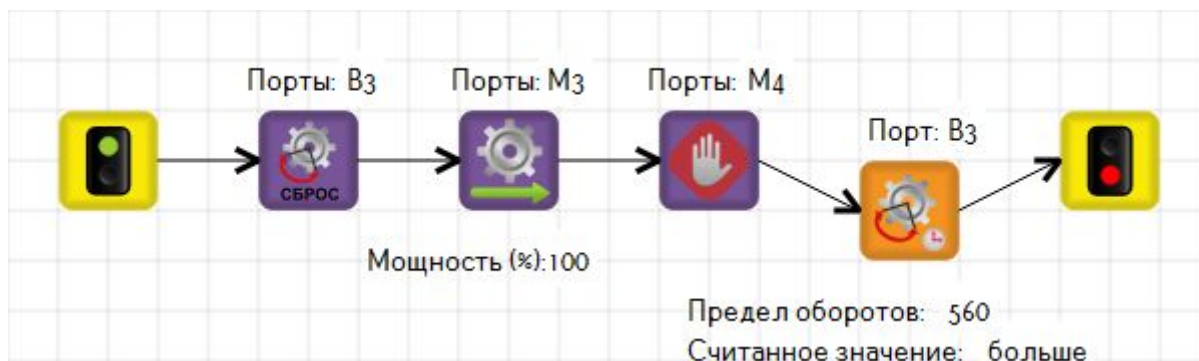 Порты: B3
Порты: M3
Порты: M4
Порт: B3
СБРОС
Мощность (%):100
Предел оборотов: 560
Считанное значение: больше